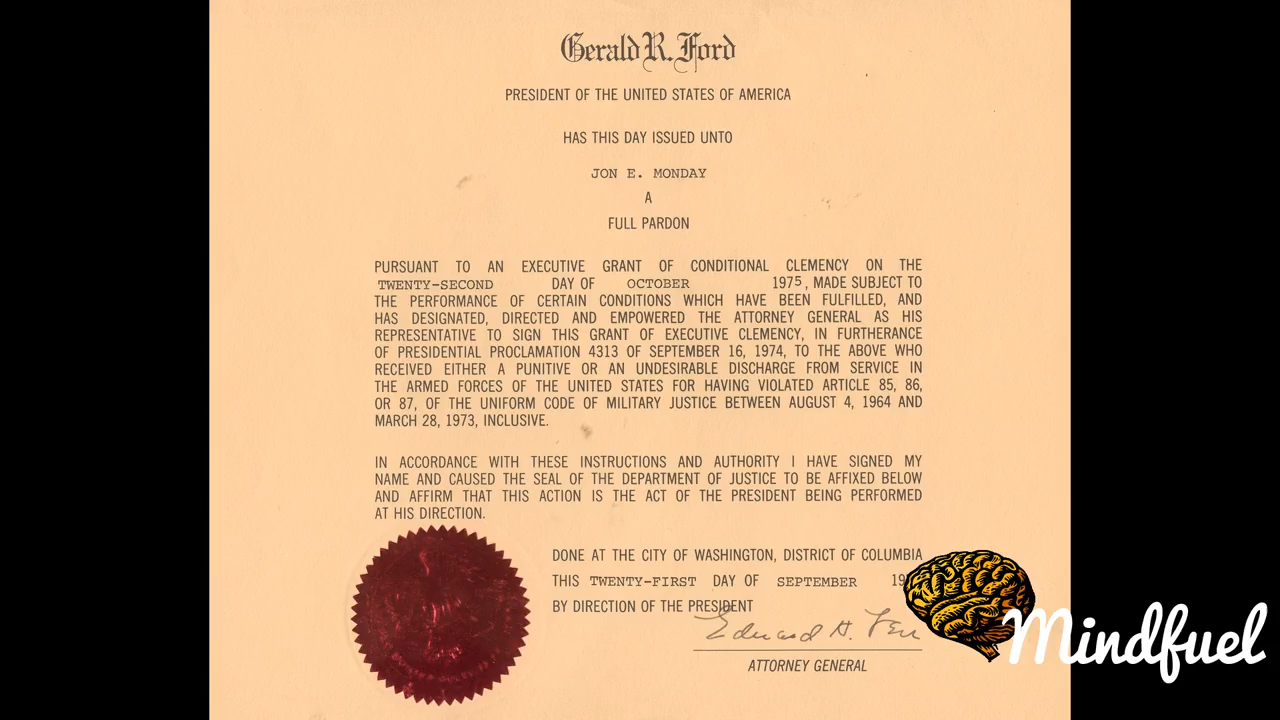 Gerald R. Ford
PRESIDENT OF THE UNITED STATES OF AMERICA
HAS THIS DAY ISSUED UNTO
JON E. MONDAY
A
FULL PARDON
PURSUANT TO AN EXECUTIVE GRANT OF CONDITIONAL CLEMENCY ON THE
TWENTY-SECOND DAY OF OCTOBER 1975, MADE SUBJECT TO
THE PERFORMANCE OF CERTAIN CONDITIONS WHICH HAVE BEEN FULFILLED, AND
HAS DESIGNATED, DIRECTED AND EMPOWERED THE ATTORNEY GENERAL AS HIS
REPRESENTATIVE TO SIGN THIS GRANT OF EXECUTIVE CLEMENCY, IN FURTHERANCE
OF PRESIDENTIAL PROCLAMATION 4313 OF SEPTEMBER 16, 1974, TO THE ABOVE WHO
RECEIVED EITHER A PUNITIVE OR AN UNDESIRABLE DISCHARGE FROM SERVICE IN
THE ARMED FORCES OF THE UNITED STATES FOR HAVING VIOLATED ARTICLE 85, 86,
OR 87, OF THE UNIFORM CODE OF MILITARY JUSTICE BETWEEN AUGUST 4, 1964 AND
MARCH 28, 1973, INCLUSIVE.
IN ACCORDANCE WITH THESE INSTRUCTIONS AND AUTHORITY I HAVE SIGNED MY
NAME AND CAUSED THE SEAL OF THE DEPARTMENT OF JUSTICE TO BE AFFIXED BELOW
AND AFFIRM THAT THIS ACTION IS THE ACT OF THE PRESIDENT BEING PERFORMED
AT HIS DIRECTION.
DONE AT THE CITY OF WASHINGTON, DISTRICT OF COLUMBIA
THIS TWENTY-FIRST DAY OF SEPTEMBER 19
BY DIRECTION OF THE PRESIDENT
Edward H.
ATTORNEY GENERAL
Mindfuel